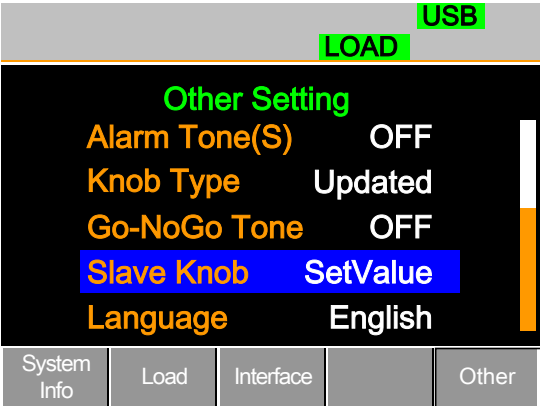 USB
LOAD
Other Setting
Alarm Tone(S) OFF
Knob Type Updated
Go-NoGo Tone OFF
Slave Knob SetValue
Language English
System Info Load Interface Other